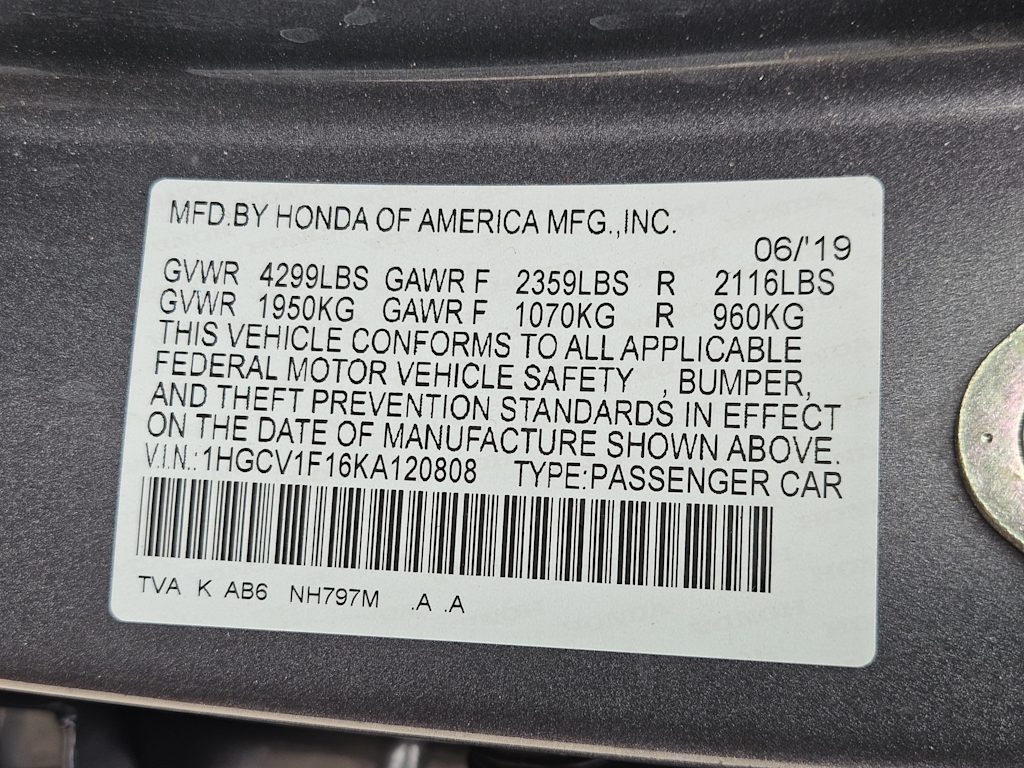 MFD.BY HONDA OF AMERICA MFG.,INC.
06/'19
GVWR 4299LBS GAWR F 2359LBS R 2116LBS
GVWR 1950KG GAWR F 1070KG R 960KG
THIS VEHICLE CONFORMS TO ALL APPLICABLE
FEDERAL MOTOR VEHICLE SAFETY , BUMPER,
AND THEFT PREVENTION STANDARDS IN EFFECT
ON THE DATE OF MANUFACTURE SHOWN ABOVE.
V.I.N.:1HGCV1F16KA120808 TYPE:PASSENGER CAR
TVA K AB6 NH797M .A .A